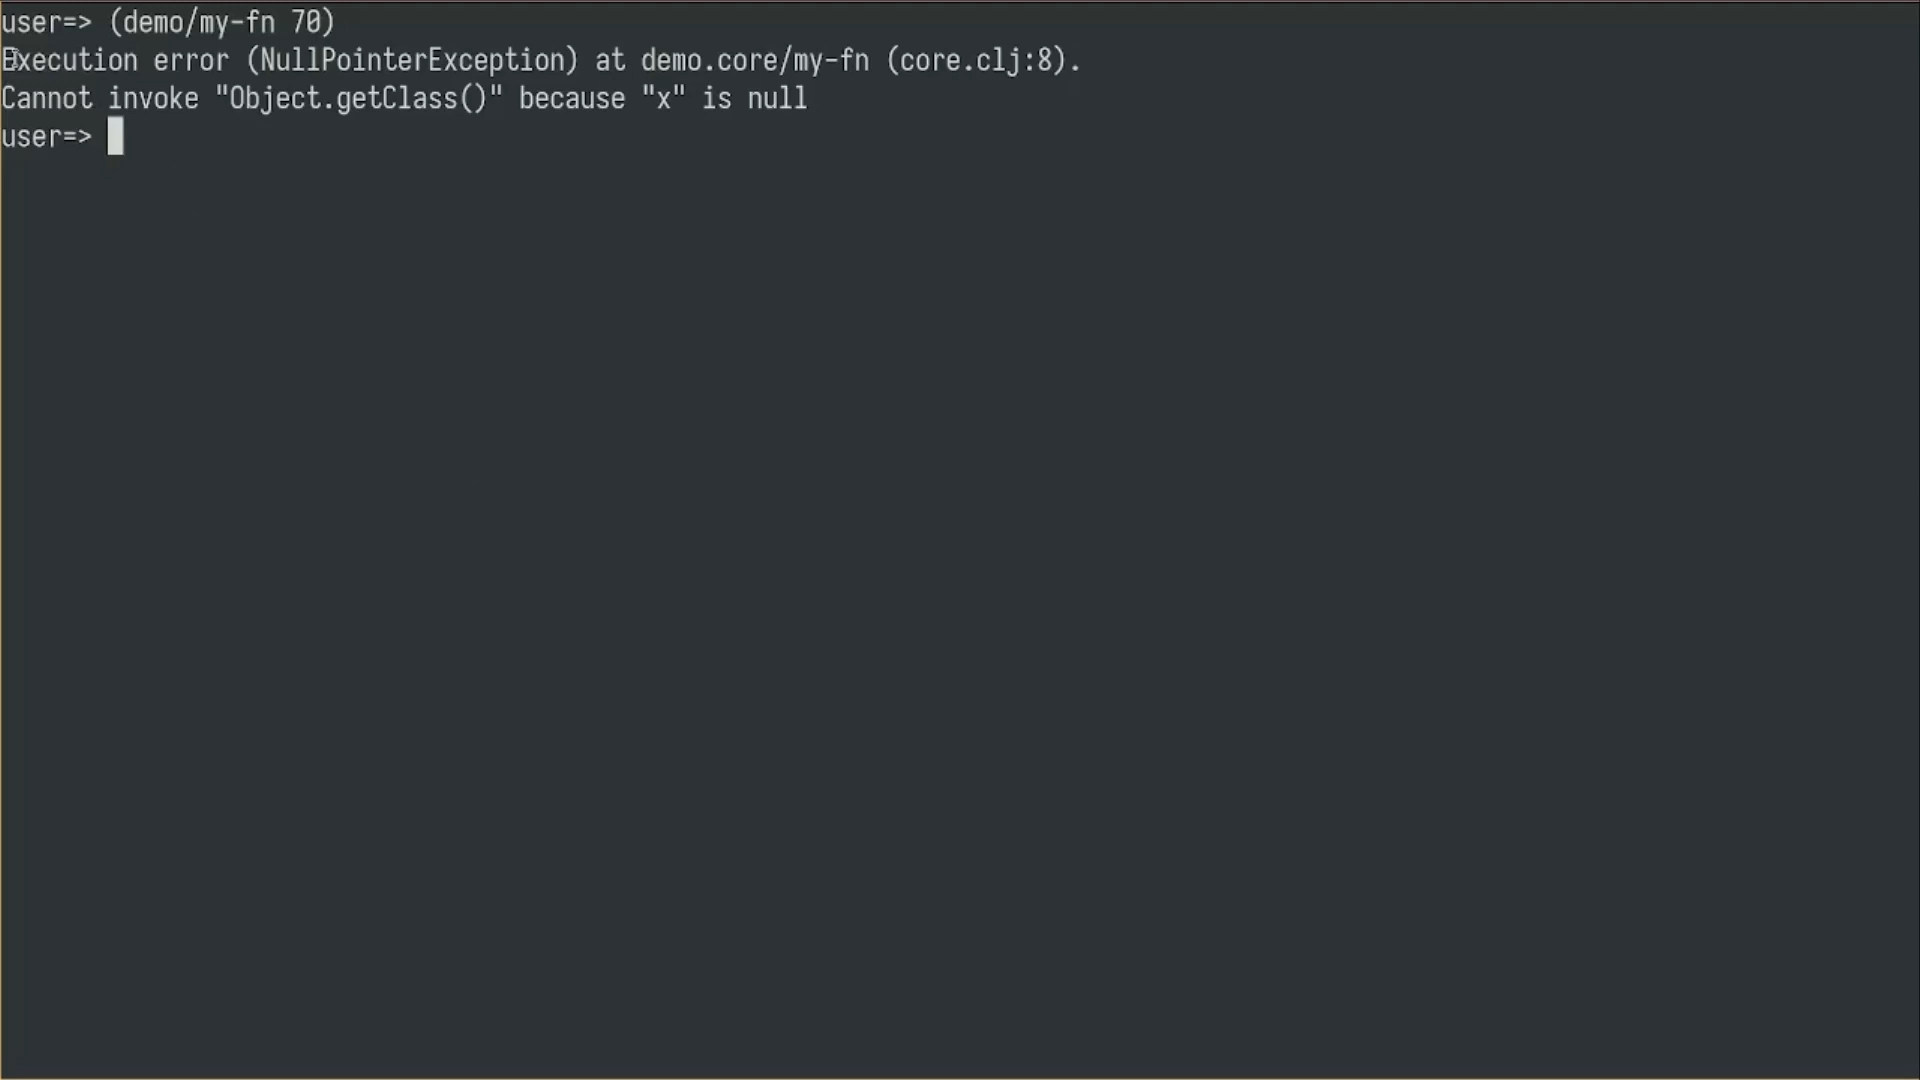 user=> (demo/my-fn 70)
Execution error (NullPointerException) at demo.core/my-fn (core.clj:8).
Cannot invoke "Object.getClass()" because "x" is null
user=>